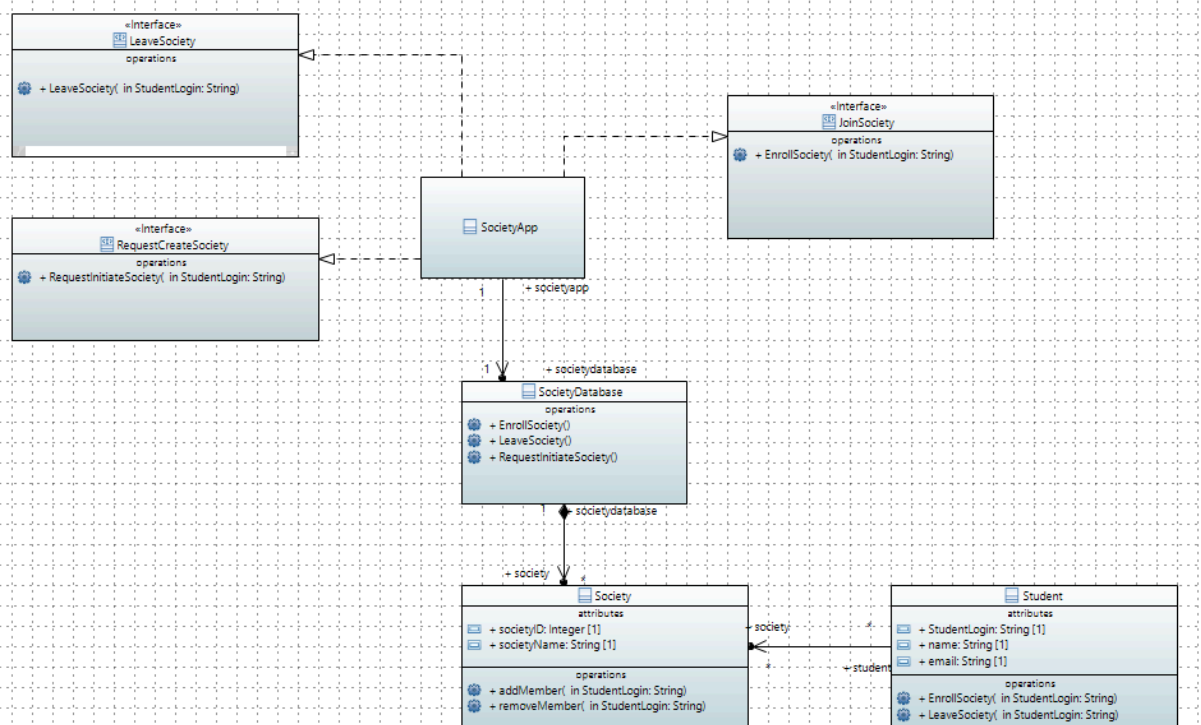 «Interface»
LeaveSociety
operations
+ LeaveSociety( in StudentLogin: String)
«Interface»
JoinSociety
operations
+ EnrollSociety( in StudentLogin: String)
SocietyApp
«Interface»
RequestCreateSociety
operations
+ RequestInitiateSociety( in StudentLogin: String)
1
+ societyapp
1
+ societydatabase
SocietyDatabase
operations
+ EnrollSociety()
+ LeaveSociety()
+ RequestInitiateSociety()
1
societydatabase
+ society
*
Society
attributes
+ societyID: Integer [1]
+ societyName: String [1]
operations
+ addMember( in StudentLogin: String)
+ removeMember( in StudentLogin: String)
+ society
*
*
+ student
Student
attributes
+ StudentLogin: String [1]
+ name: String [1]
+ email: String [1]
operations
+ EnrollSociety( in StudentLogin: String)
+ LeaveSociety( in StudentLogin: String)